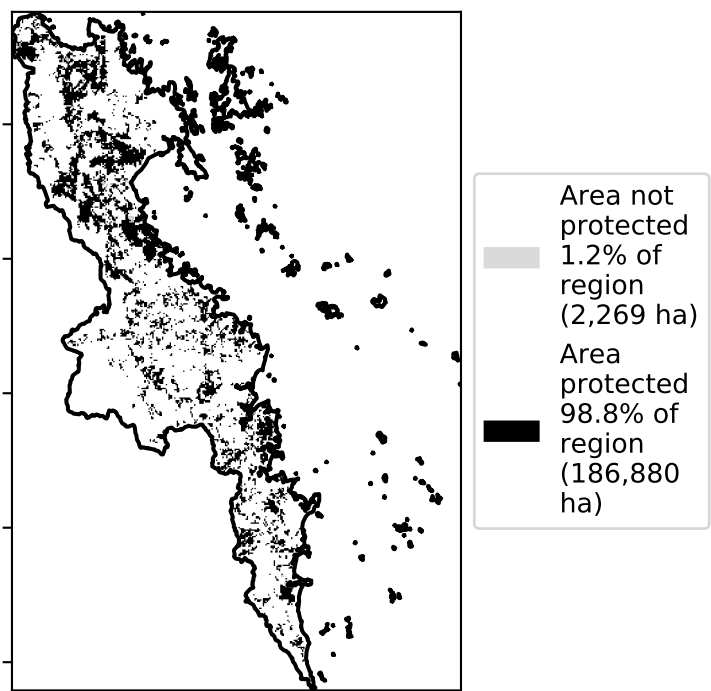 Area not
protected
1.2% of
region
(2,269 ha)
Area
protected
98.8% of
region
(186,880
ha)